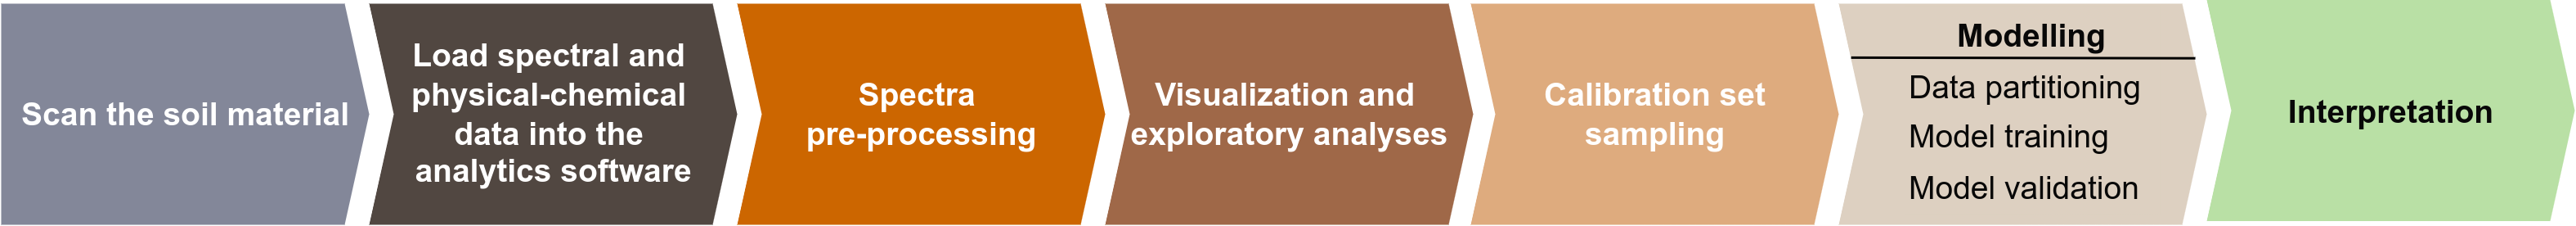 Scan the soil material
Load spectral and
physical-chemical
data into the
analytics software
Spectra
pre-processing
Visualization and
exploratory analyses
Calibration set
sampling
Modelling
Data partitioning
Model training
Model validation
Interpretation